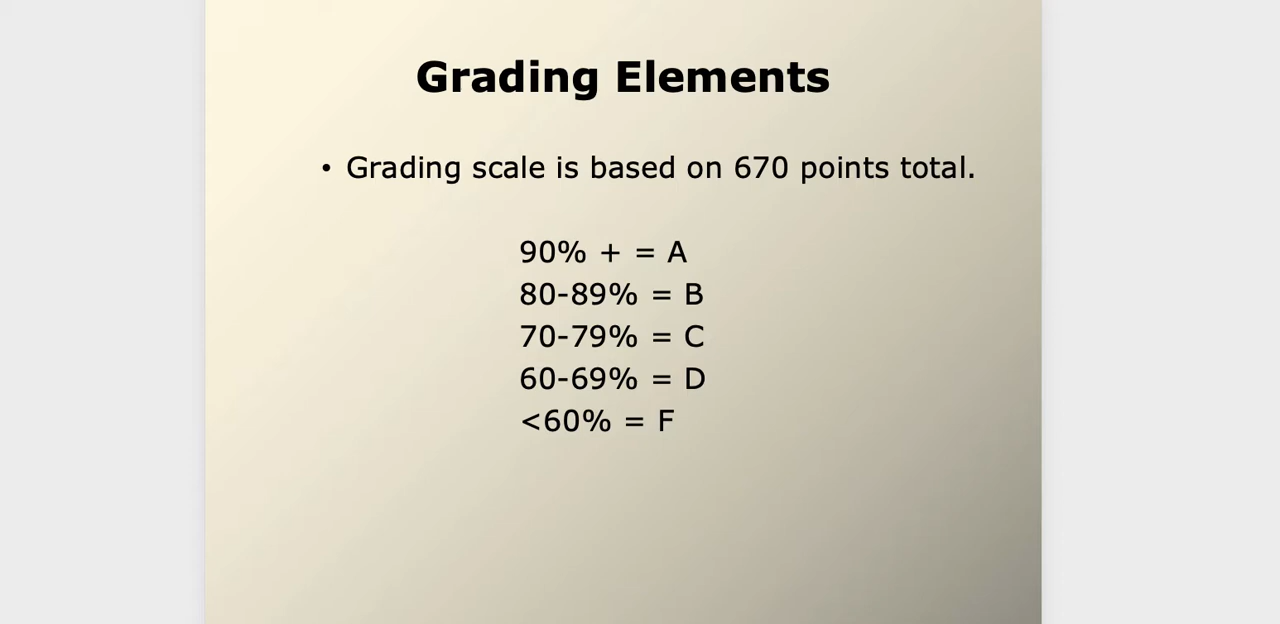 Grading Elements
• Grading scale is based on 670 points total.
90% + = A
80-89% = B
70-79% = C
60-69% = D
<60% = F